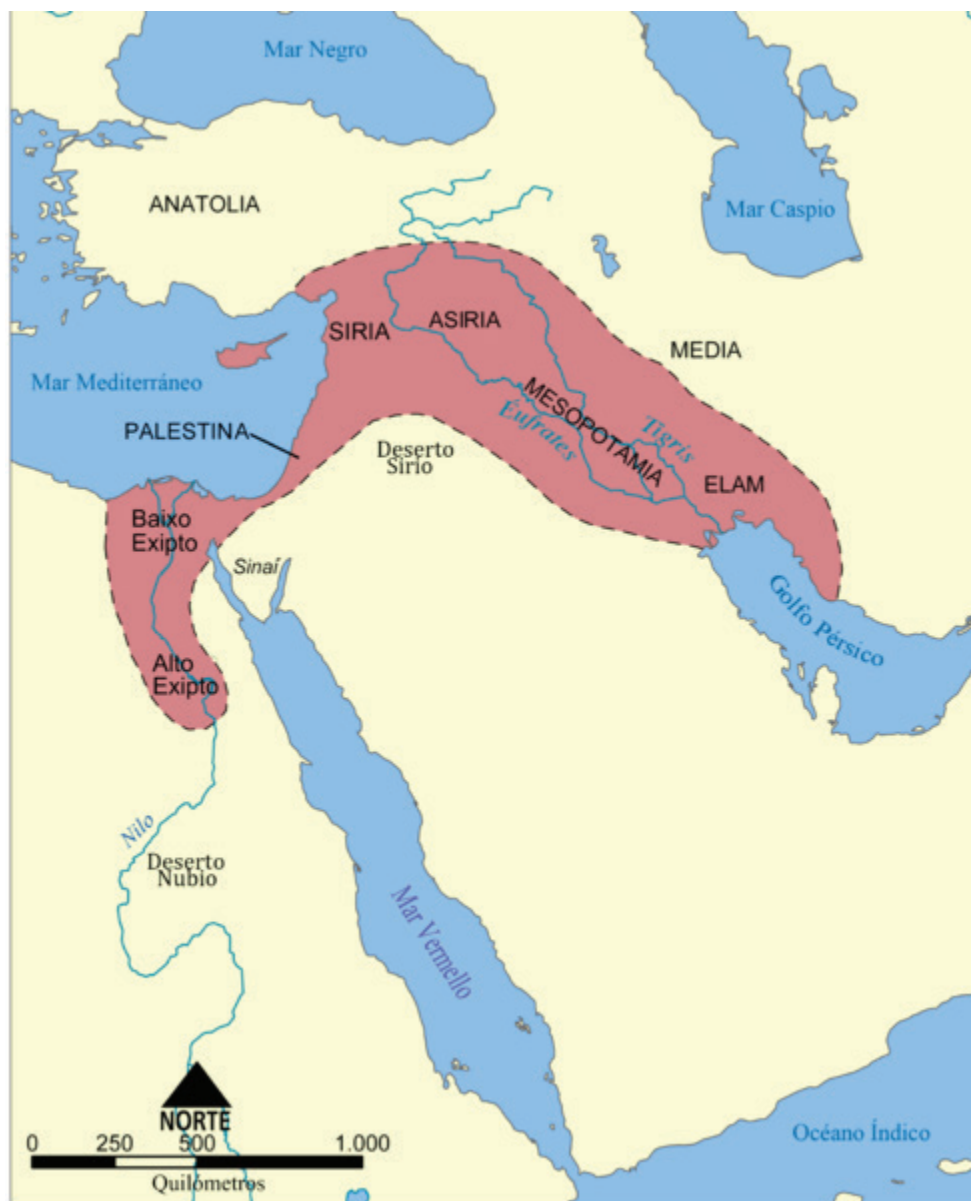 Mar Negro
ANATOLIA
Mar Caspio
SIRIA
ASIRIA
MEDIA
Mar Mediterráneo
MESOPOTAMIA
Éufrates
Tigris
PALESTINA
Deserto
Sirio
ELAM
Baixo
Exipto
Sinaí
Golfo Pérsico
Alto
Exipto
Nilo
Deserto
Nubio
Mar Vermello
NORTE
0 250 500 1.000
Quilómetros
Océano Índico